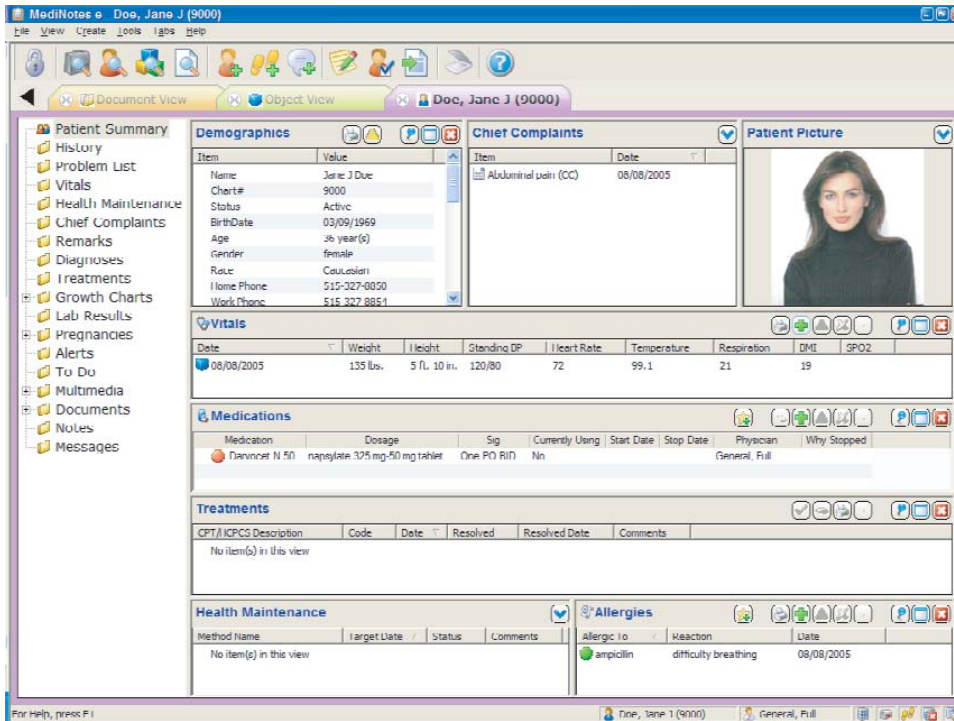 MediNotes e Doe, Jane J (9000)
File View Create Tools Tabs Help
Document View Object View Doe, Jane J (9000)
Patient Summary
History
Problem List
Vitals
Health Maintenance
Chief Complaints
Remarks
Diagnoses
Treatments
Growth Charts
Lab Results
Pregnancies
Alerts
To Do
Multimedia
Documents
Notes
Messages
Demographics
Item Value
Name Jane J Doe
Chart# 9000
Status Active
BirthDate 03/09/1969
Age 36 year(s)
Gender female
Race Caucasian
Home Phone 515-327-8850
Work Phone 515 327 8854
Chief Complaints
Item Date
Abdominal pain (CC) 08/08/2005
Patient Picture
Vitals
Date Weight Height Standing BP Heart Rate Temperature Respiration BMI SPO2
08/08/2005 135 lbs. 5 ft. 10 in. 120/80 72 99.1 21 19
Medications
Medication Dosage Sig Currently Using Start Date Stop Date Physician Why Stopped
Darvocet N 50 napsylate 325 mg-50 mg tablet One PO BID No General, Full
Treatments
CPT/HCPCS Description Code Date Resolved Resolved Date Comments
No item(s) in this view
Health Maintenance
Method Name Target Date Status Comments
No item(s) in this view
Allergies
Allergic To Reaction Date
ampicillin difficulty breathing 08/08/2005
For Help, press F1 Doe, Jane J (9000) General, Full